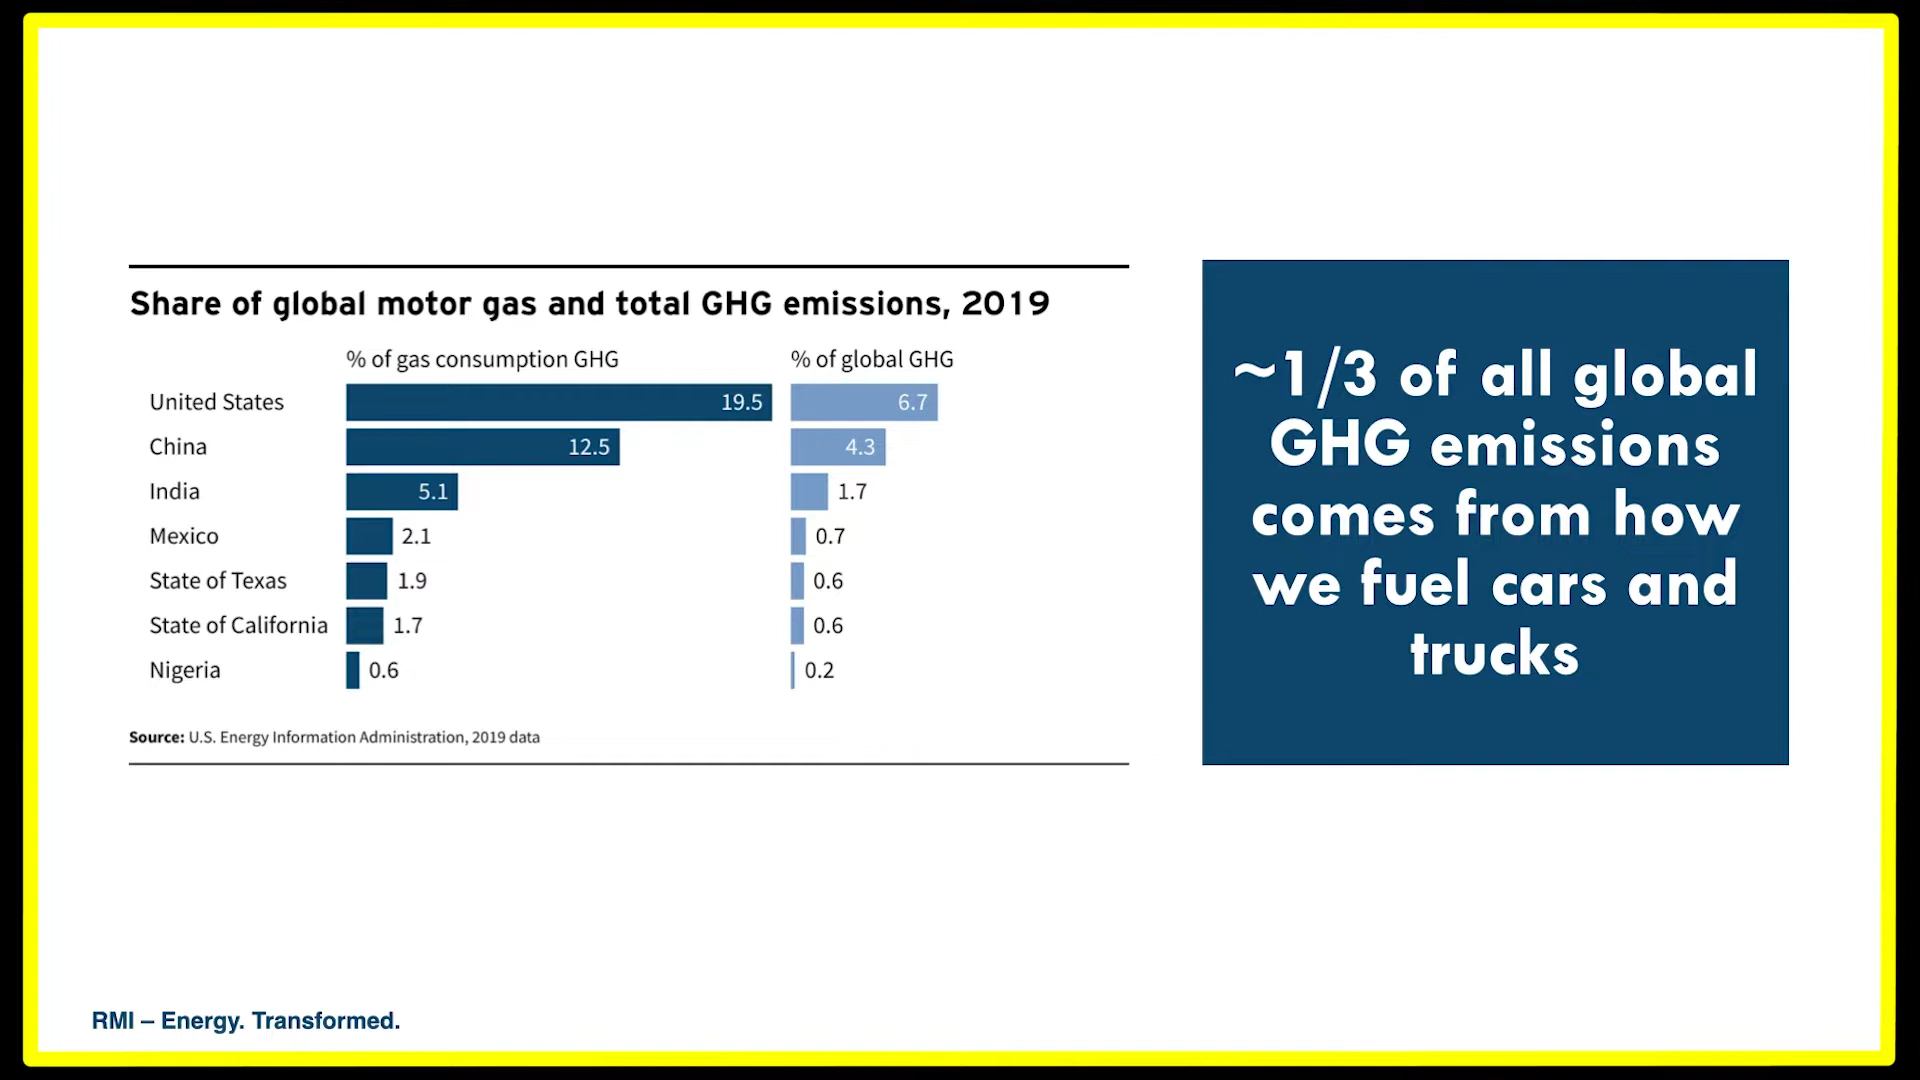 Share of global motor gas and total GHG emissions, 2019
% of gas consumption GHG % of global GHG
United States 19.5 6.7
China 12.5 4.3
India 5.1 1.7
Mexico 2.1 0.7
State of Texas 1.9 0.6
State of California 1.7 0.6
Nigeria 0.6 0.2
Source: U.S. Energy Information Administration, 2019 data
~1/3 of all global
GHG emissions
comes from how
we fuel cars and
trucks
RMI – Energy. Transformed.